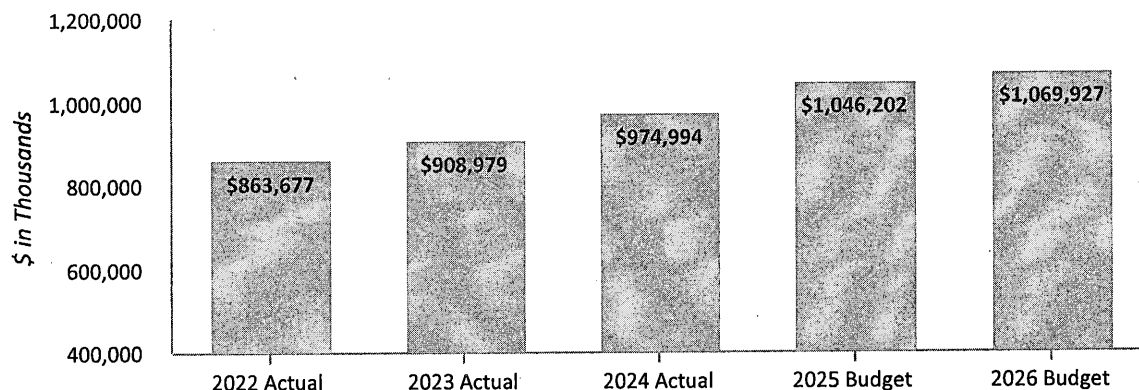 1,200,000
1,000,000
800,000
600,000
400,000
$ in Thousands
$863,677
$908,979
$974,994
$1,046,202
$1,069,927
2022 Actual
2023 Actual
2024 Actual
2025 Budget
2026 Budget